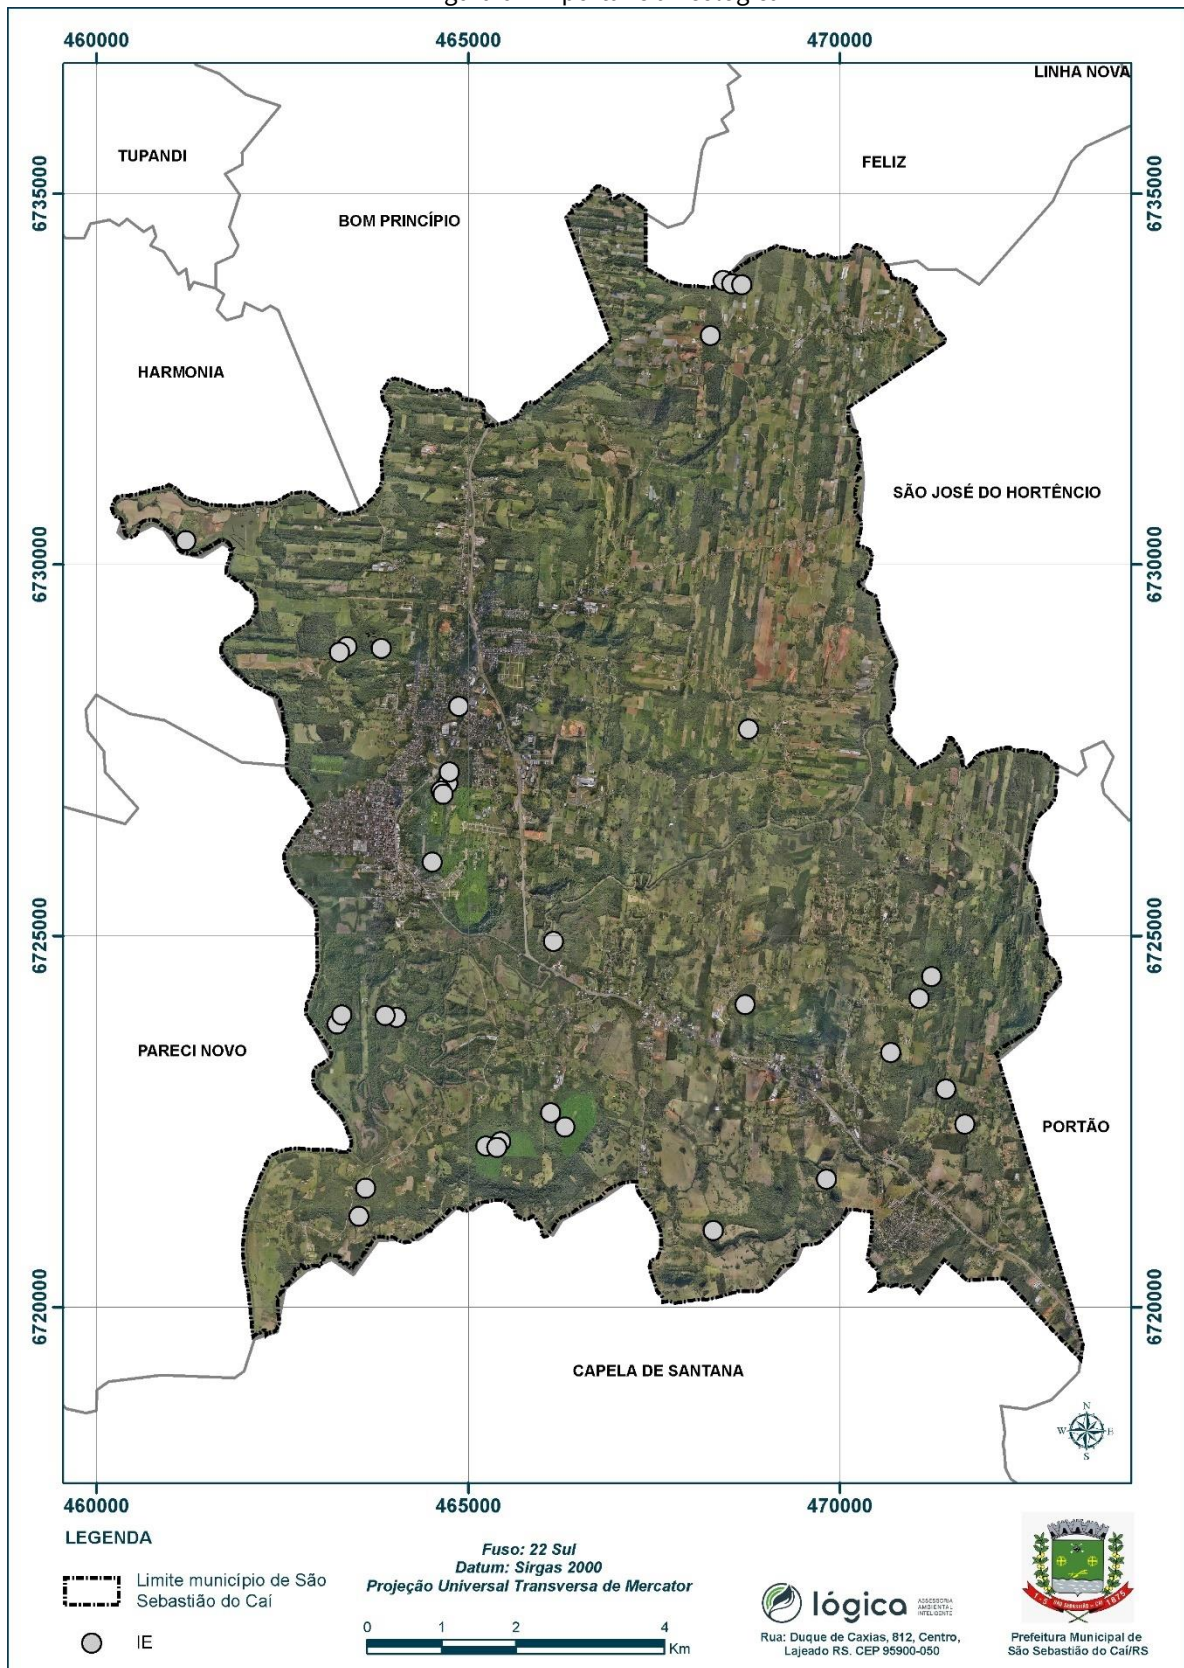 460000 465000 470000
LINHA NOVA
TUPANDI
FELIZ
6735000 6735000
BOM PRINCÍPIO
HARMONIA
SÃO JOSÉ DO HORTÊNCIO
6730000 6730000
6725000 6725000
PARECI NOVO
PORTÃO
6720000 6720000
CAPELA DE SANTANA
N
W E
S
460000 465000 470000
LEGENDA
Limite município de São
Sebastião do Caí
IE
Fuso: 22 Sul
Datum: Sirgas 2000
Projeção Universal Transversa de Mercator
0 1 2 4
Km
lógica ASSESSORIA
AMBIENTAL
INTELIGENTE
Rua: Duque de Caxias, 812, Centro,
Lajeado RS. CEP 95900-050
1875
Prefeitura Municipal de
São Sebastião do Caí/RS